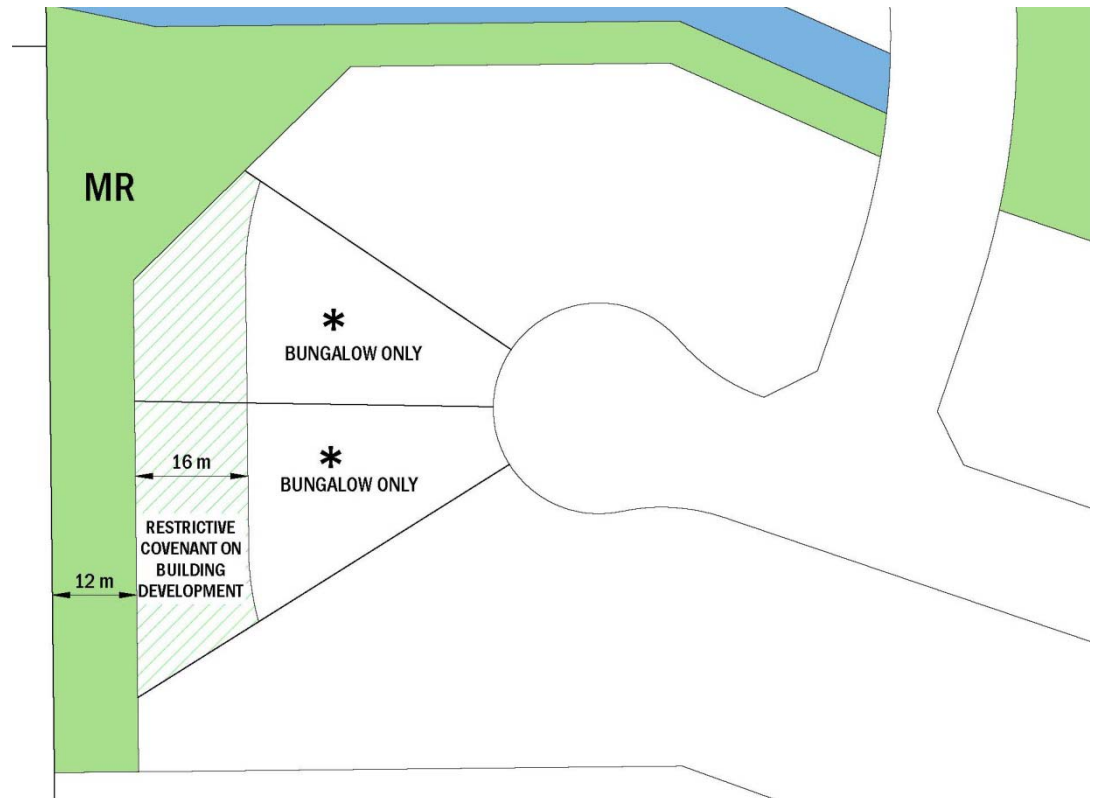 MR
*
BUNGALOW ONLY
*
BUNGALOW ONLY
16 m
RESTRICTIVE
COVENANT ON
BUILDING
DEVELOPMENT
12 m